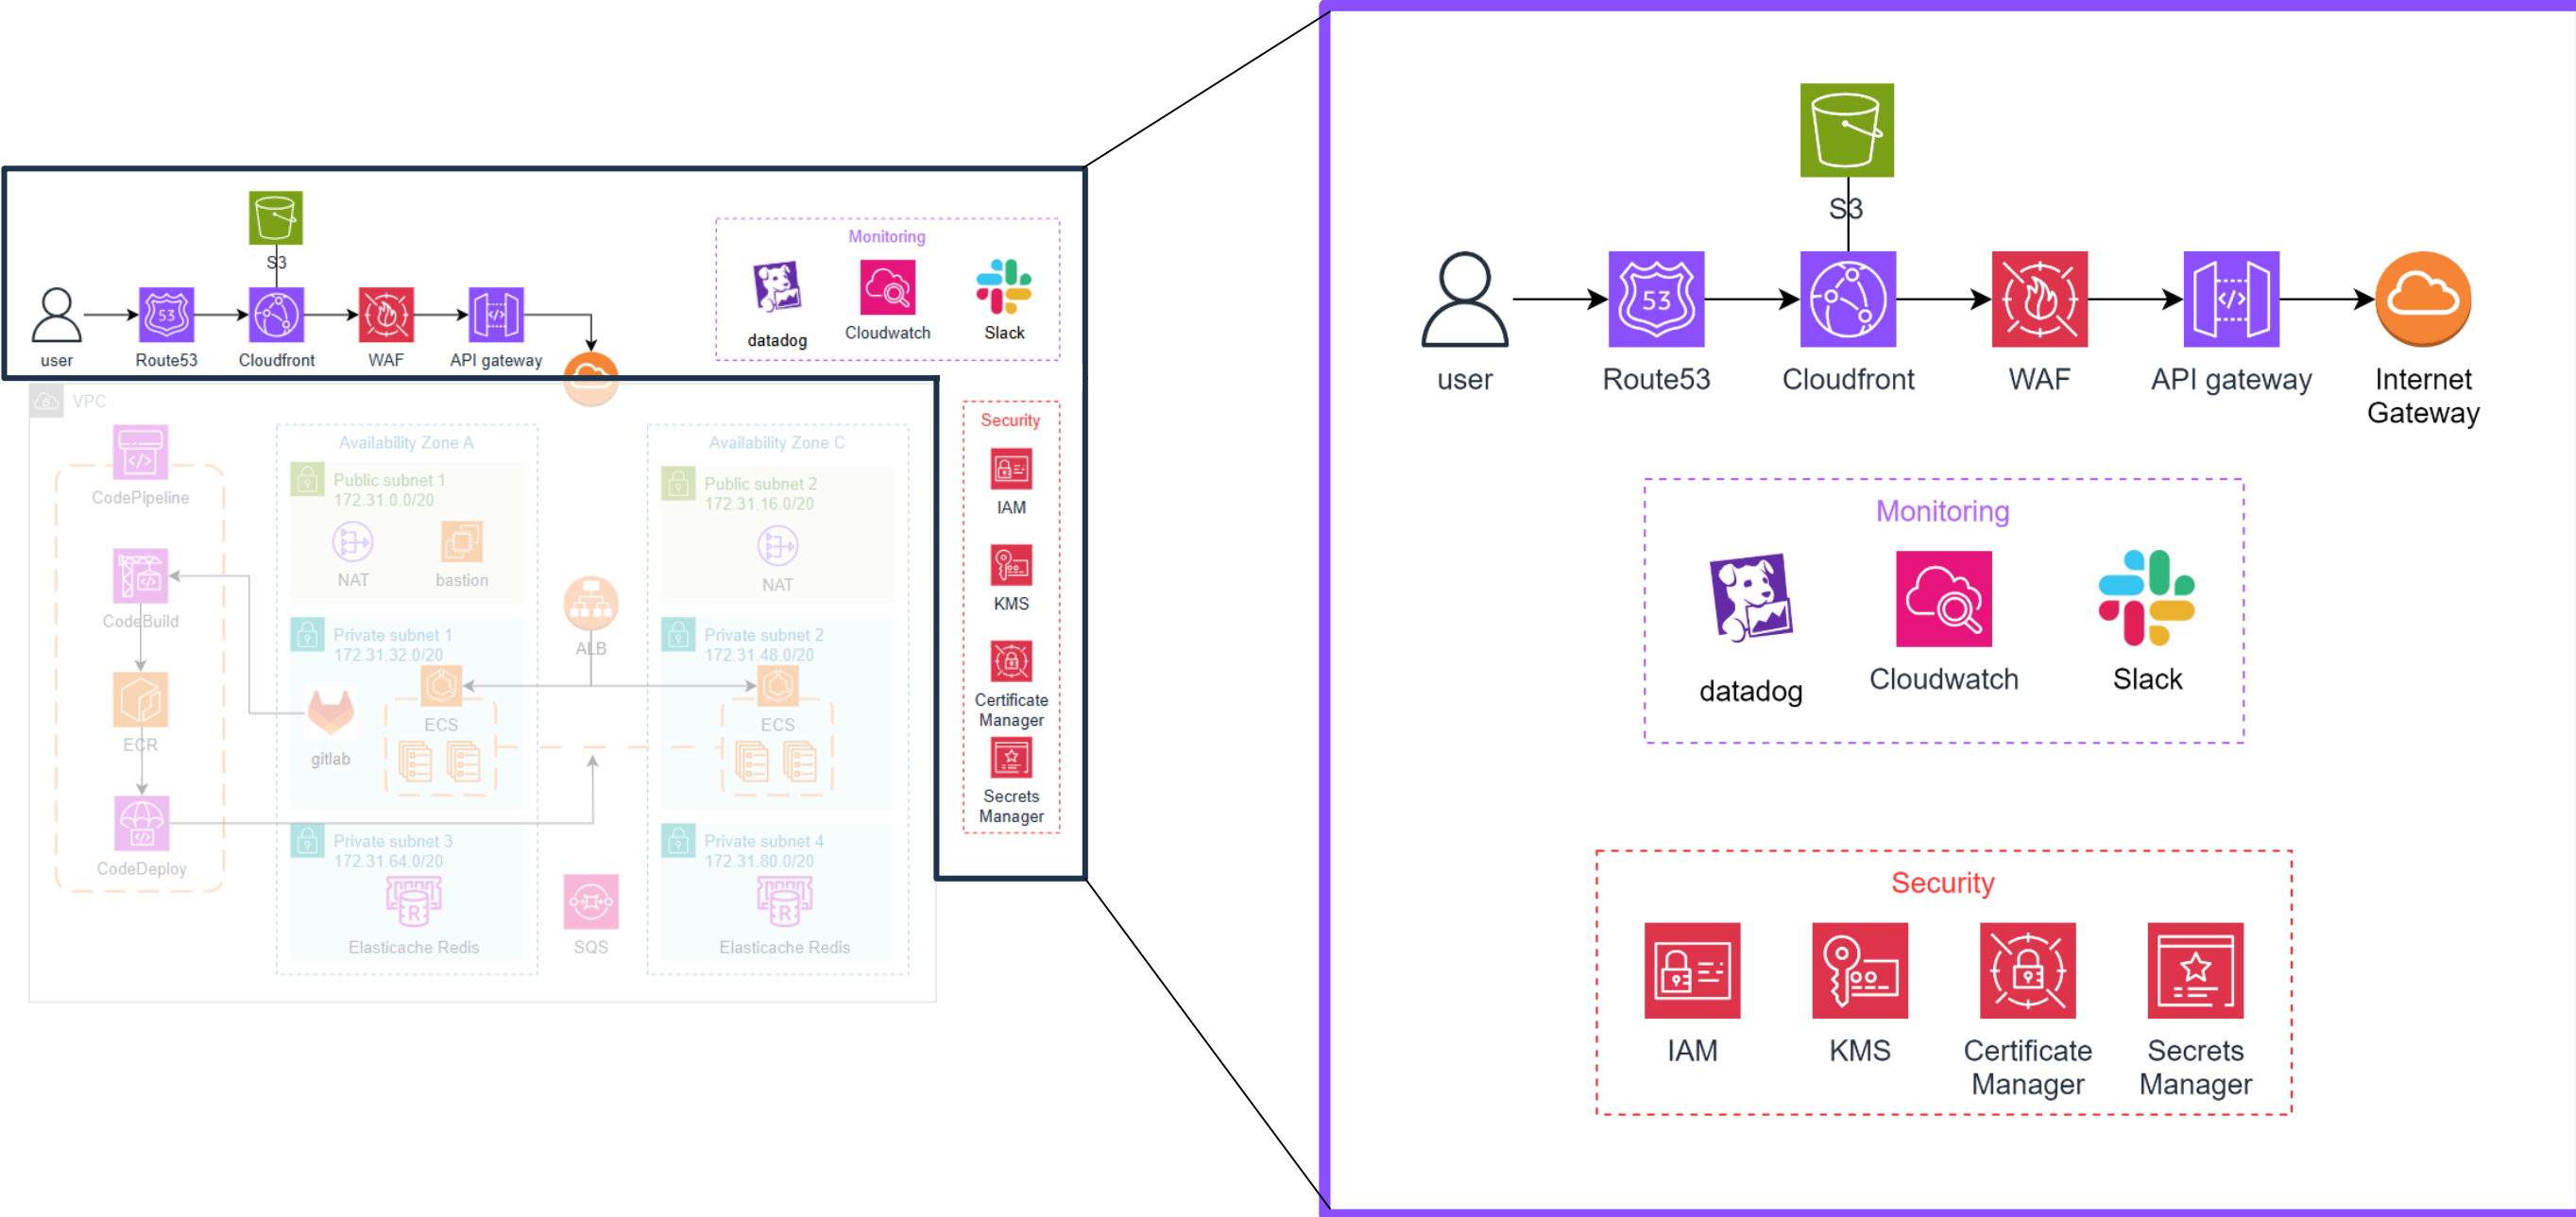 S3
user
Route53
Cloudfront
WAF
API gateway
Monitoring
datadog
Cloudwatch
Slack
VPC
CodePipeline
CodeBuild
ECR
CodeDeploy
Availability Zone A
Public subnet 1
172.31.0.0/20
NAT
bastion
Private subnet 1
172.31.32.0/20
ECS
gitlab
Private subnet 3
172.31.64.0/20
R
Elasticache Redis
ALB
SQS
Availability Zone C
Public subnet 2
172.31.16.0/20
NAT
Private subnet 2
172.31.48.0/20
ECS
Private subnet 4
172.31.80.0/20
R
Elasticache Redis
Security
IAM
KMS
Certificate
Manager
Secrets
Manager
53
S3
user
53
Route53
Cloudfront
WAF
API gateway
Internet
Gateway
Monitoring
datadog
Cloudwatch
Slack
Security
IAM
KMS
Certificate
Manager
Secrets
Manager